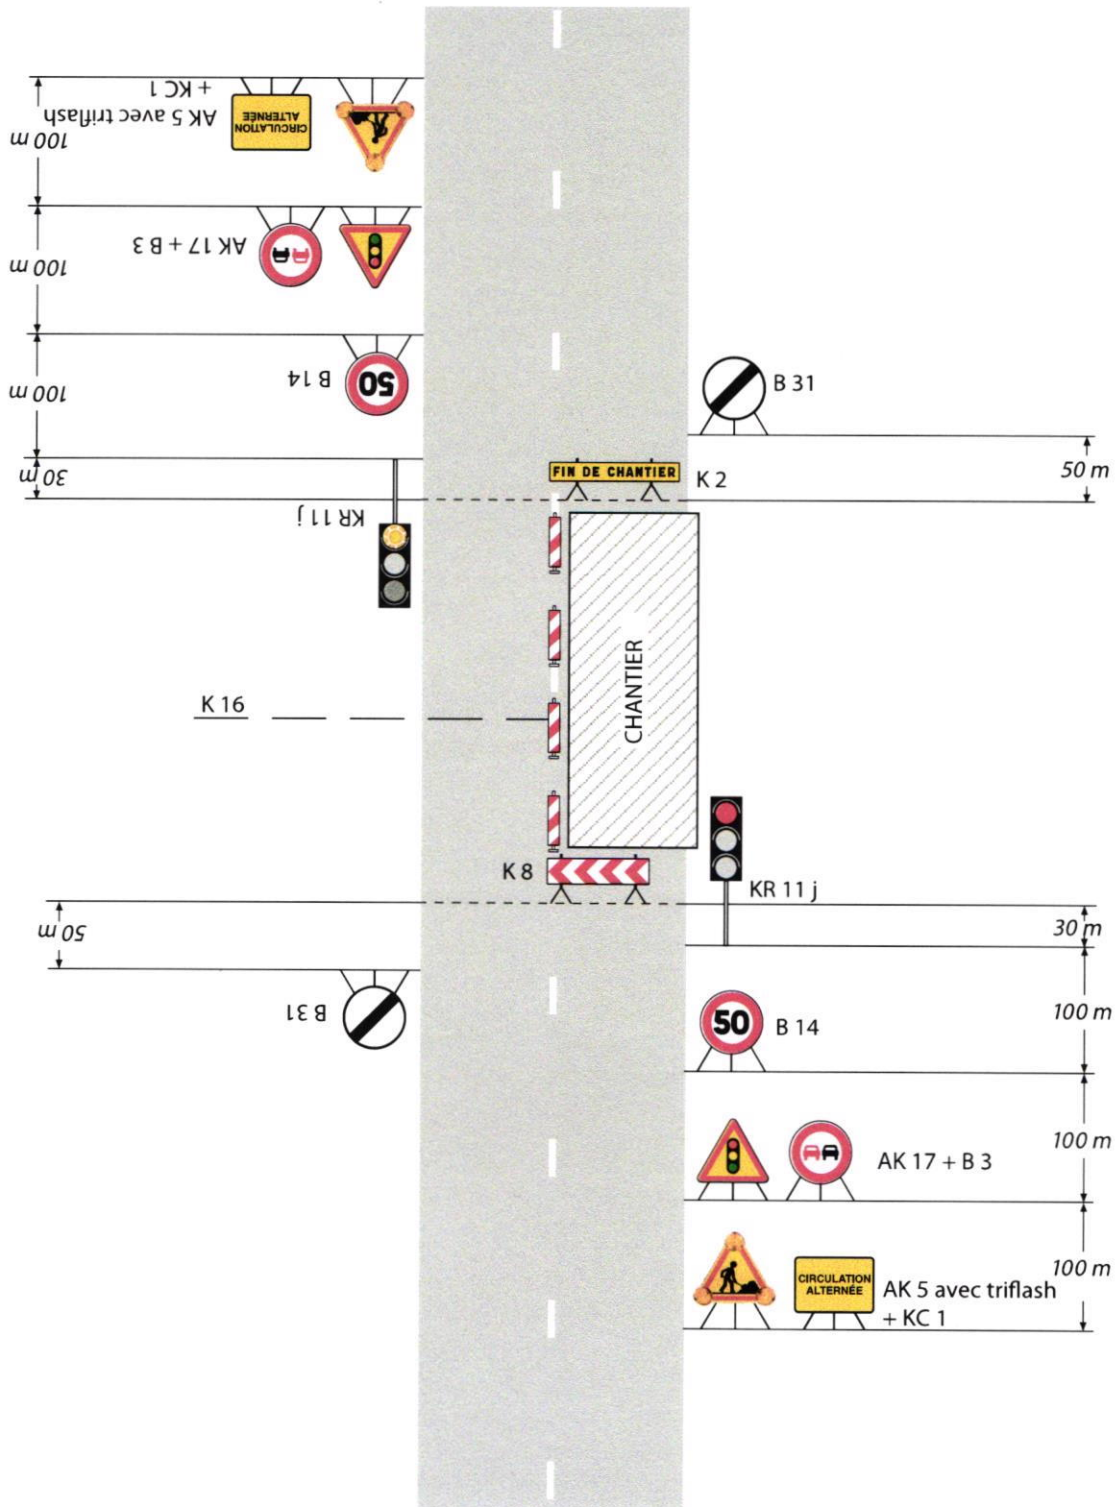 AK 5 avec triflash
+ KC 1
CIRCULATION
ALTERNÉE
100 m
AK 17 + B 3
100 m
B 14
50
100 m
30 m
KR 11 j
B 31
50 m
FIN DE CHANTIER
K 2
CHANTIER
K 16
K 8
KR 11 j
30 m
50 m
B 31
50
B 14
100 m
AK 17 + B 3
100 m
CIRCULATION
ALTERNÉE
AK 5 avec triflash
+ KC 1
100 m